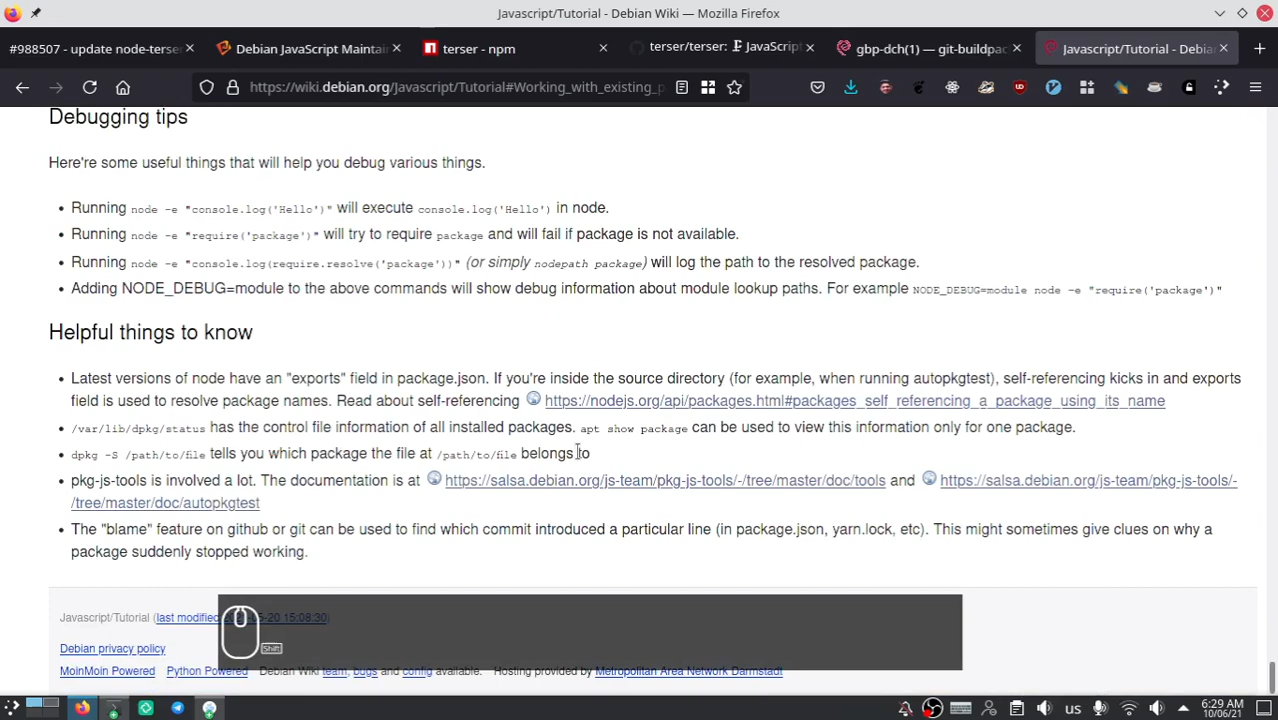 Javascript/Tutorial - Debian Wiki — Mozilla Firefox
#988507 - update node-terser
Debian JavaScript Maintai
terser - npm
terser/terser: JavaScript
gbp-dch(1) — git-buildpac
Javascript/Tutorial - Debian
https://wiki.debian.org/Javascript/Tutorial#Working_with_existing_p
Debugging tips
Here're some useful things that will help you debug various things.
• Running node -e "console.log('Hello')" will execute console.log('Hello') in node.
• Running node -e "require('package')" will try to require package and will fail if package is not available.
• Running node -e "console.log(require.resolve('package'))" (or simply nodepath package) will log the path to the resolved package.
• Adding NODE_DEBUG=module to the above commands will show debug information about module lookup paths. For example NODE_DEBUG=module node -e "require('package')"
Helpful things to know
• Latest versions of node have an "exports" field in package.json. If you're inside the source directory (for example, when running autopkgtest), self-referencing kicks in and exports
field is used to resolve package names. Read about self-referencing https://nodejs.org/api/packages.html#packages_self_referencing_a_package_using_its_name
• /var/lib/dpkg/status has the control file information of all installed packages. apt show package can be used to view this information only for one package.
• dpkg -S /path/to/file tells you which package the file at /path/to/file belongs to
• pkg-js-tools is involved a lot. The documentation is at https://salsa.debian.org/js-team/pkg-js-tools/-/tree/master/doc/tools and https://salsa.debian.org/js-team/pkg-js-tools/-
/tree/master/doc/autopkgtest
• The "blame" feature on github or git can be used to find which commit introduced a particular line (in package.json, yarn.lock, etc). This might sometimes give clues on why a
package suddenly stopped working.
Javascript/Tutorial (last modified 2021-05-20 15:08:30)
Shift
Debian privacy policy
MoinMoin Powered Python Powered Debian Wiki team, bugs and config available. Hosting provided by Metropolitan Area Network Darmstadt
us
6:29 AM
10/06/21